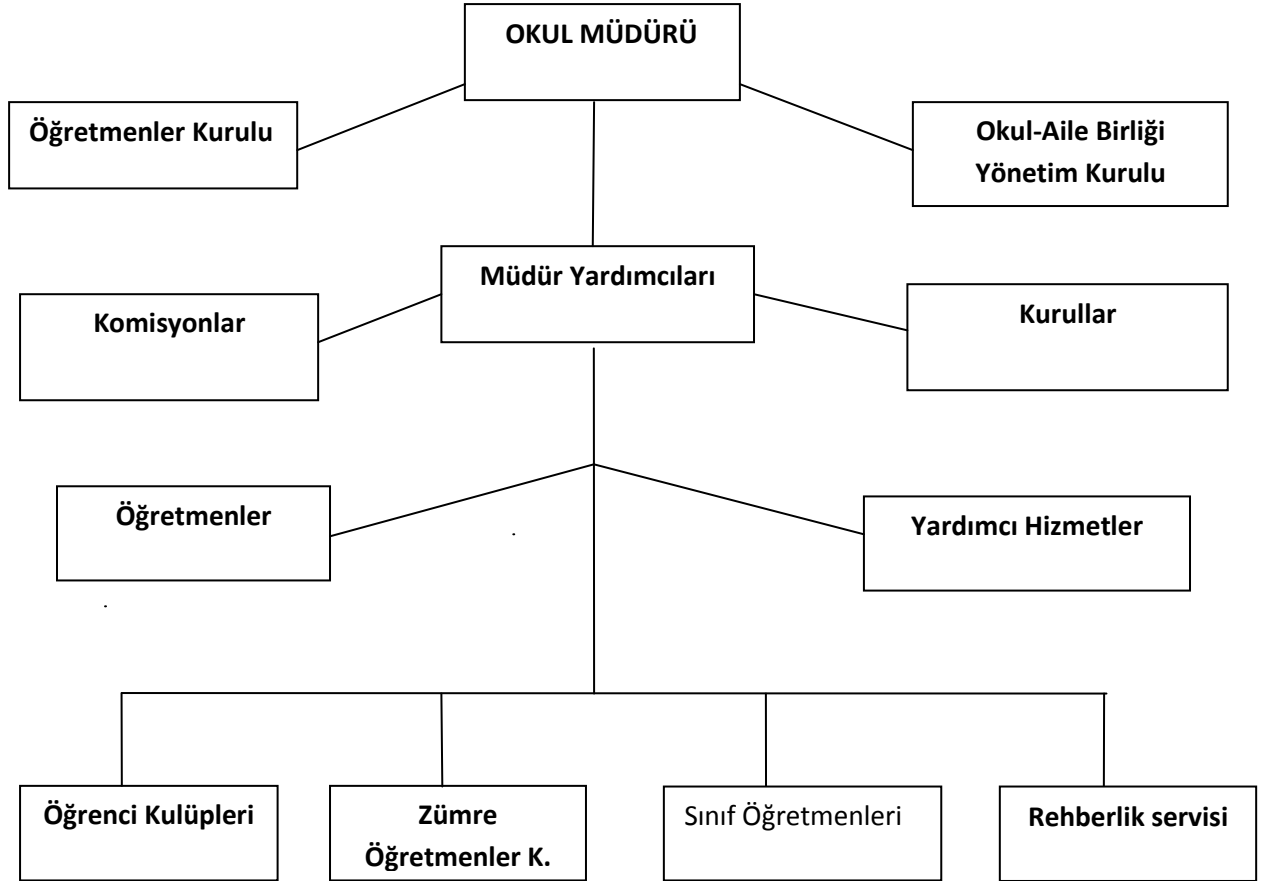 OKUL MÜDÜRÜ
Öğretmenler Kurulu
Okul-Aile Birliği
Yönetim Kurulu
Müdür Yardımcıları
Komisyonlar
Kurullar
Öğretmenler
Yardımcı Hizmetler
Öğrenci Kulüpleri
Zümre
Öğretmenler K.
Sınıf Öğretmenleri
Rehberlik servisi